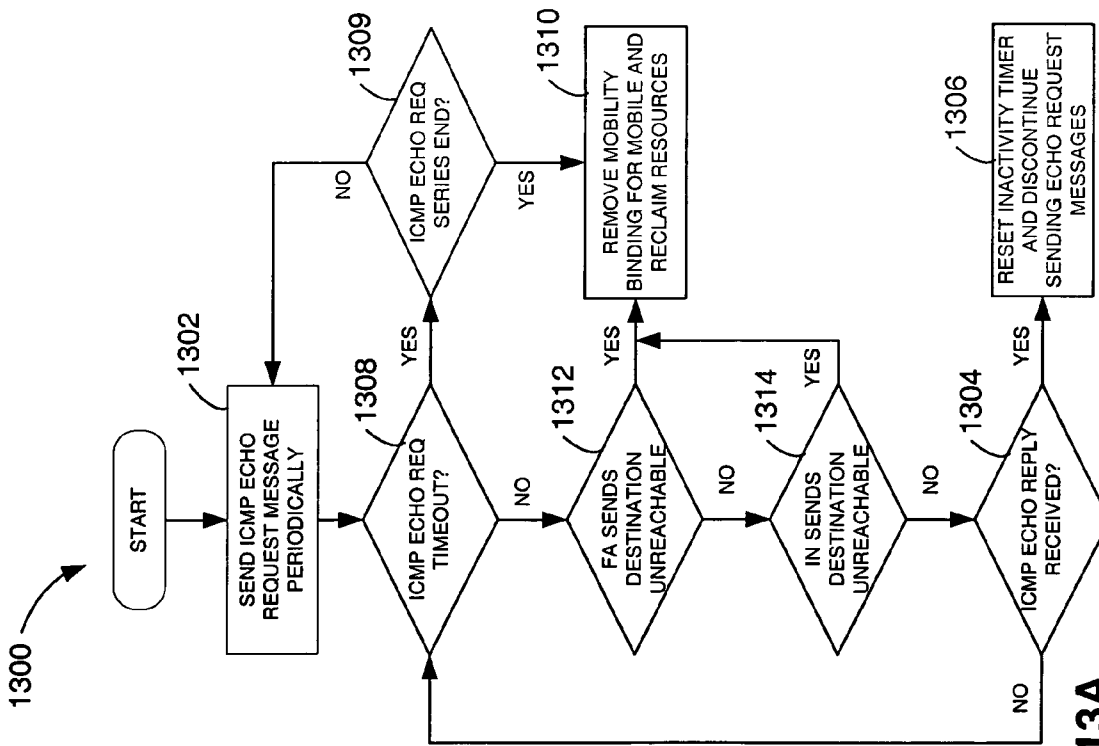 1300
START
1302
SEND ICMP ECHO
REQUEST MESSAGE
PERIODICALLY
1308
ICMP ECHO REQ
TIMEOUT?
YES
NO
1309
ICMP ECHO REQ
SERIES END?
NO
YES
1310
REMOVE MOBILITY
BINDING FOR MOBILE AND
RECLAIM RESOURCES
1312
FA SENDS
DESTINATION
UNREACHABLE
YES
NO
1314
IN SENDS
DESTINATION
UNREACHABLE
YES
NO
1304
ICMP ECHO REPLY
RECEIVED?
YES
NO
1306
RESET INACTIVITY TIMER
AND DISCONTINUE
SENDING ECHO REQUEST
MESSAGES
13A